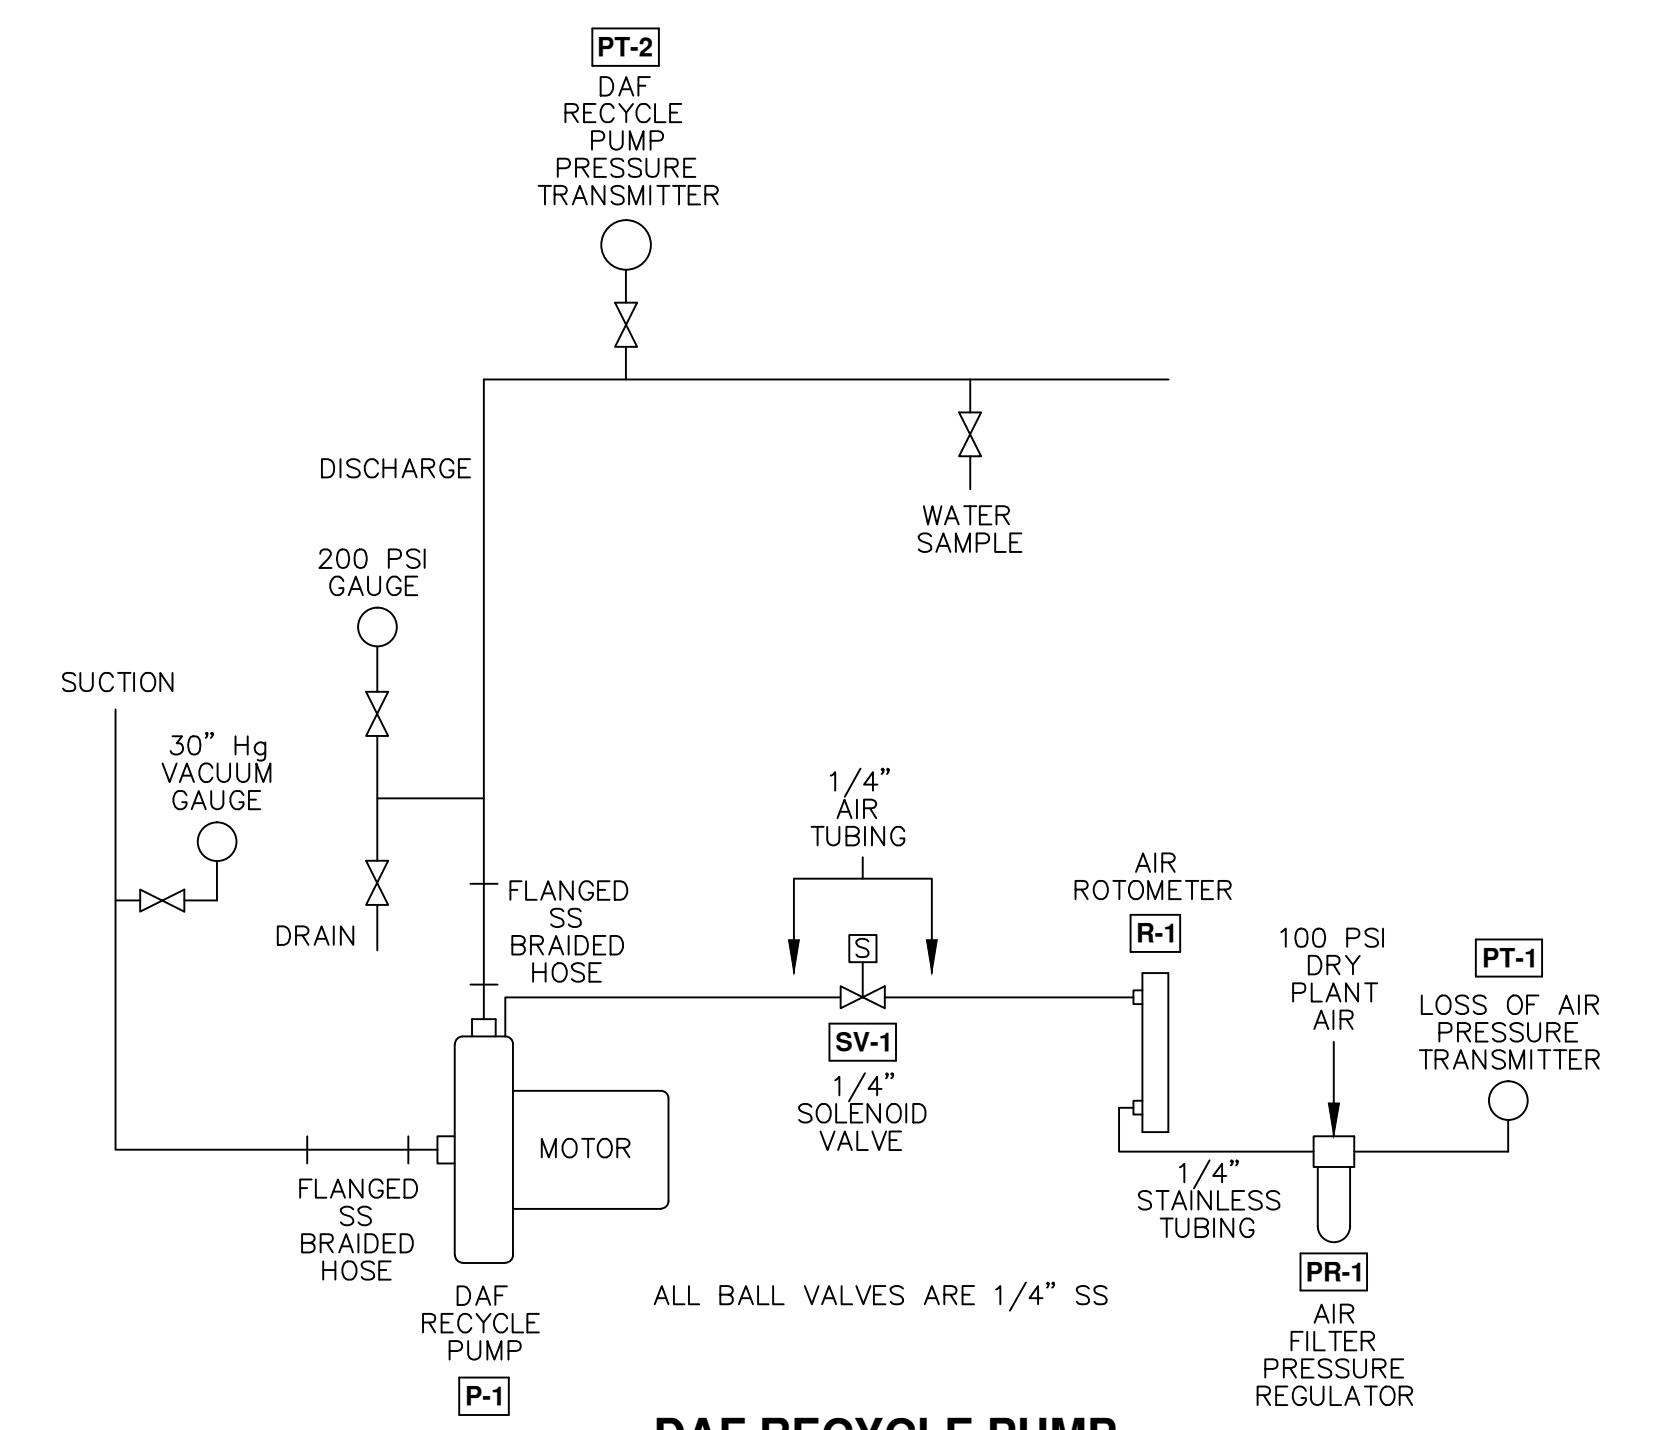 PT-2
DAF
RECYCLE
PUMP
PRESSURE
TRANSMITTER
DISCHARGE
WATER
SAMPLE
200 PSI
GAUGE
SUCTION
30” Hg
VACUUM
GAUGE
DRAIN
FLANGED
SS
BRAIDED
HOSE
1/4”
AIR
TUBING
S
SV-1
1/4”
SOLENOID
VALVE
AIR
ROTOMETER
R-1
100 PSI
DRY
PLANT
AIR
PT-1
LOSS OF AIR
PRESSURE
TRANSMITTER
MOTOR
FLANGED
SS
BRAIDED
HOSE
1/4”
STAINLESS
TUBING
PR-1
AIR
FILTER
PRESSURE
REGULATOR
DAF
RECYCLE
PUMP
P-1
ALL BALL VALVES ARE 1/4” SS
DAF RECYCLE PUMP